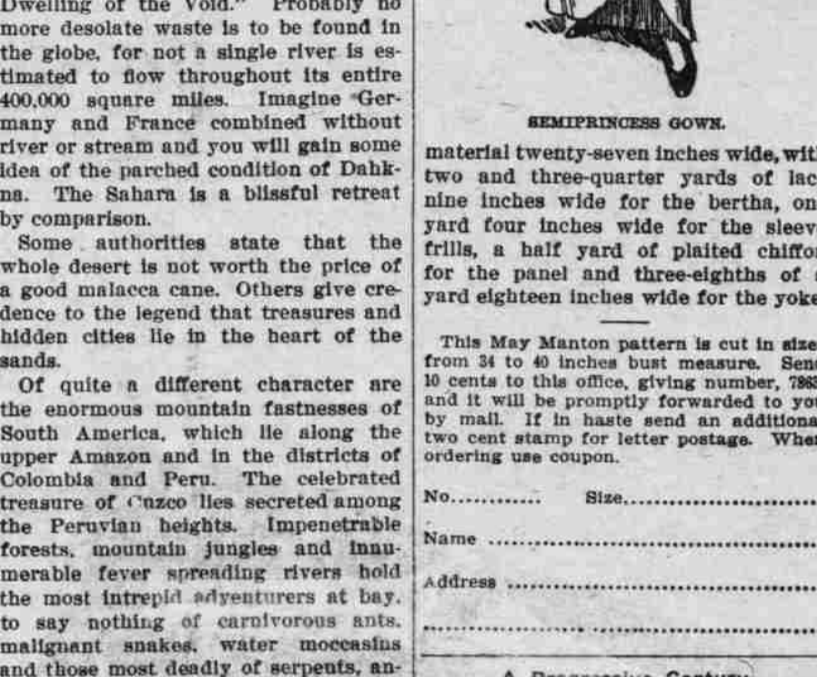 Dwelling of the Void." Probably no
more desolate waste is to be found in
the globe, for not a single river is es-
timated to flow throughout its entire
400,000 square miles. Imagine Ger-
many and France combined without
river or stream and you will gain some
idea of the parched condition of Dahk-
na. The Sahara is a blissful retreat
by comparison.
Some authorities state that the
whole desert is not worth the price of
a good malacca cane. Others give cre-
dence to the legend that treasures and
hidden cities lie in the heart of the
sands.
Of quite a different character are
the enormous mountain fastnesses of
South America, which lie along the
upper Amazon and in the districts of
Colombia and Peru. The celebrated
treasure of Cuzco lies secreted among
the Peruvian heights. Impenetrable
forests, mountain jungles and innu-
merable fever spreading rivers hold
the most intrepid adventurers at bay,
to say nothing of carnivorous ants,
malignant snakes, water moccasins
and those most deadly of serpents, an-
SEMIPRINCESS GOWN.
material twenty-seven inches wide, wit
two and three-quarter yards of lac
nine inches wide for the bertha, on
yard four inches wide for the sleev
frills, a half yard of plaited chiffo
for the panel and three-eighths of a
yard eighteen inches wide for the yoke
This May Manton pattern is cut in size
from 34 to 40 inches bust measure. Send
10 cents to this office, giving number, 7863
and it will be promptly forwarded to you
by mail. If in haste send an additiona
two cent stamp for letter postage. When
ordering use coupon.
No............ Size........................
Name ........................................
Address .....................................
................................................
A Progressive Century